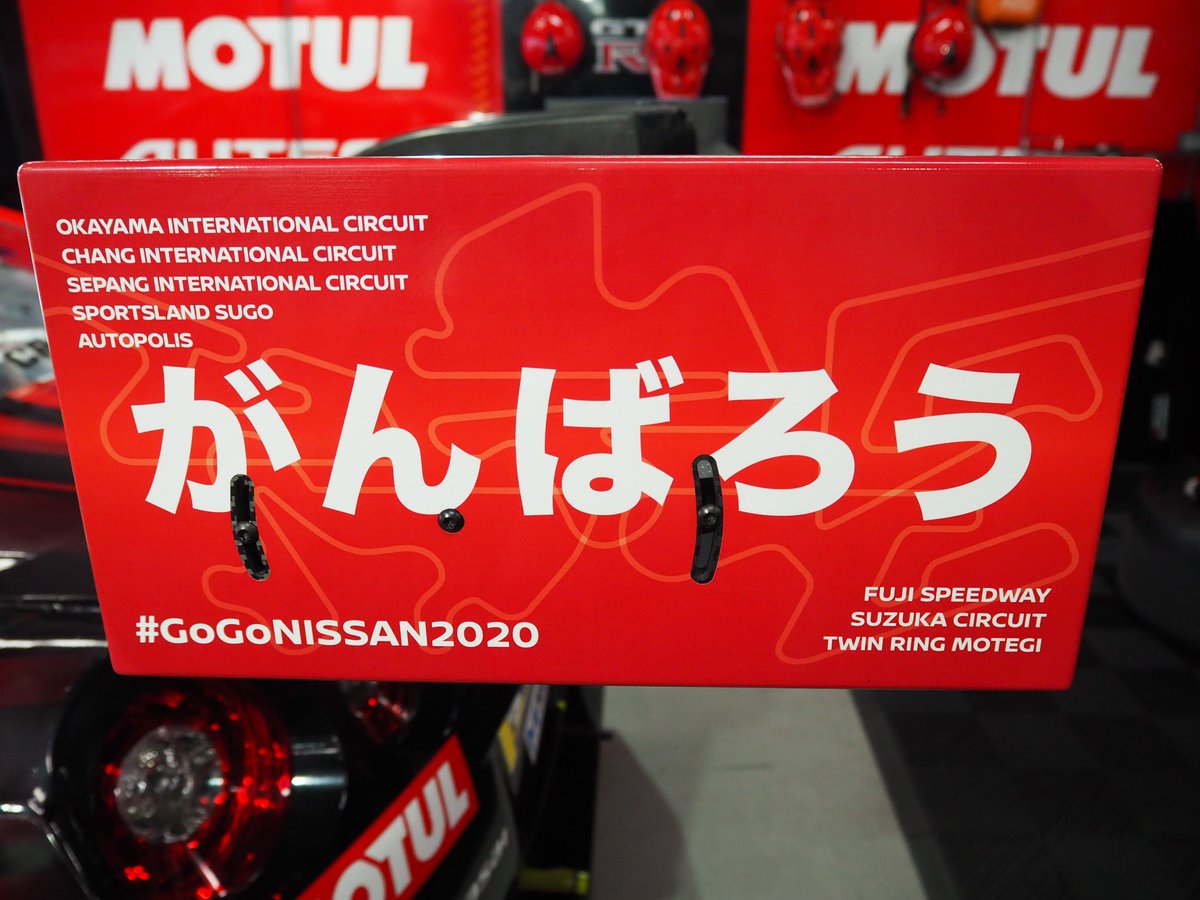 MOTUL
MOTUL
OKAYAMA INTERNATIONAL CIRCUIT
CHANG INTERNATIONAL CIRCUIT
SEPANG INTERNATIONAL CIRCUIT
SPORTSLAND SUGO
AUTOPOLIS
がんばろう
#GoGoNISSAN2020
FUJI SPEEDWAY
SUZUKA CIRCUIT
TWIN RING MOTEGI
MOTUL